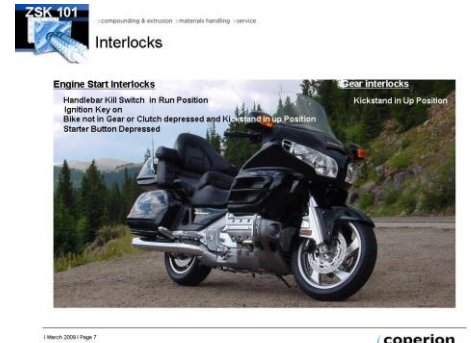 ZSK 101
compounding & extrusion materials handling service
Interlocks
Engine Start Interlocks
Handlebar Kill Switch in Run Position
Ignition Key on
Bike not in Gear or Clutch depressed and Kickstand in up Position
Starter Button Depressed
Gear interlocks
Kickstand in Up Position
| March 2009 | Page 7
coperion